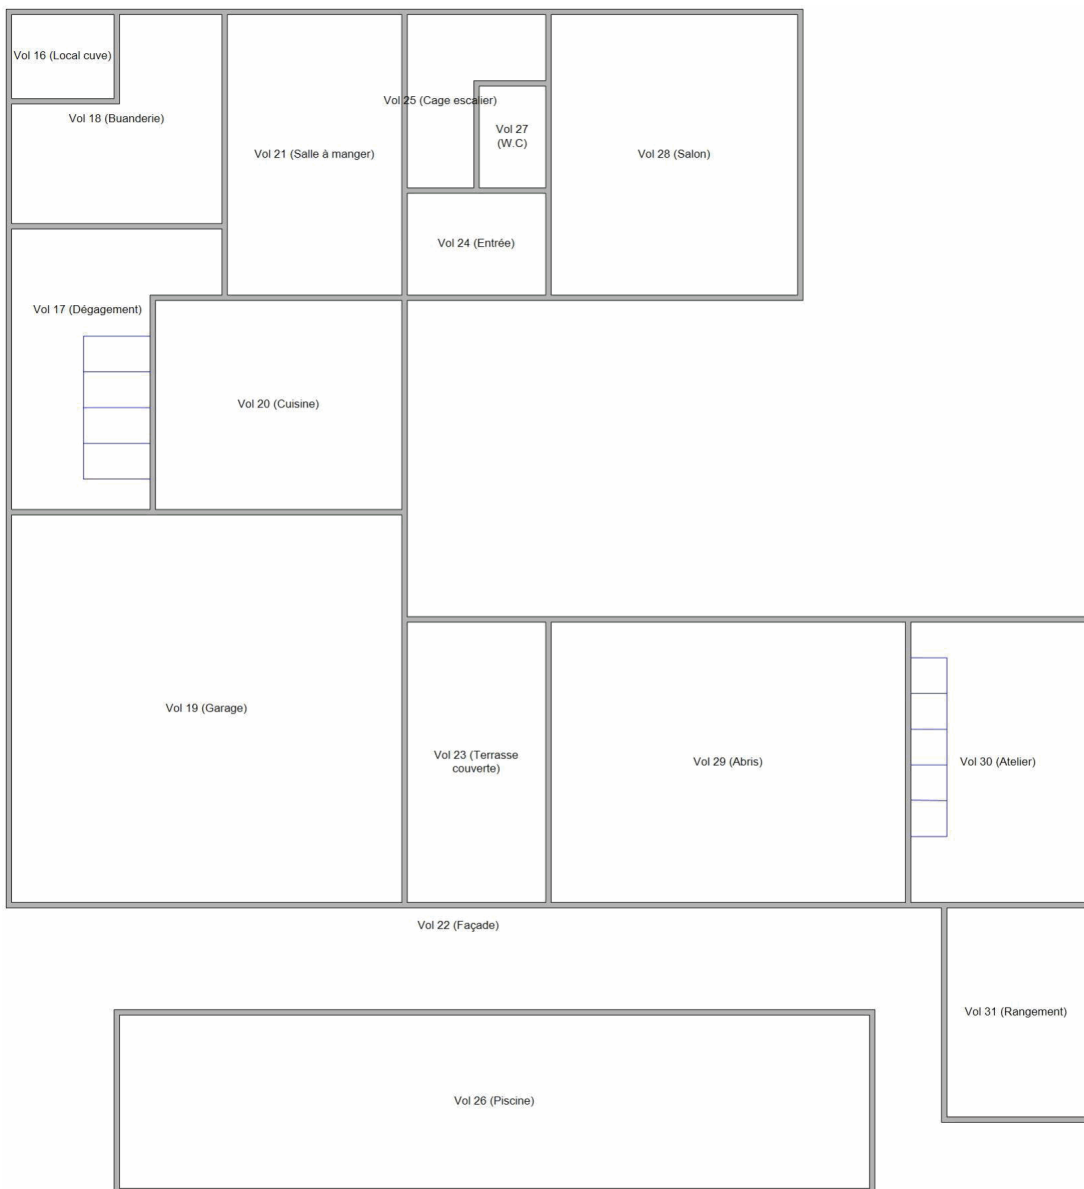 Vol 16 (Local cuve)
Vol 18 (Buanderie)
Vol 21 (Salle à manger)
Vol 25 (Cage escalier)
Vol 27
(W.C)
Vol 28 (Salon)
Vol 24 (Entrée)
Vol 17 (Dégagement)
Vol 20 (Cuisine)
Vol 19 (Garage)
Vol 23 (Terrasse
couverte)
Vol 29 (Abris)
Vol 30 (Atelier)
Vol 22 (Façade)
Vol 31 (Rangement)
Vol 26 (Piscine)